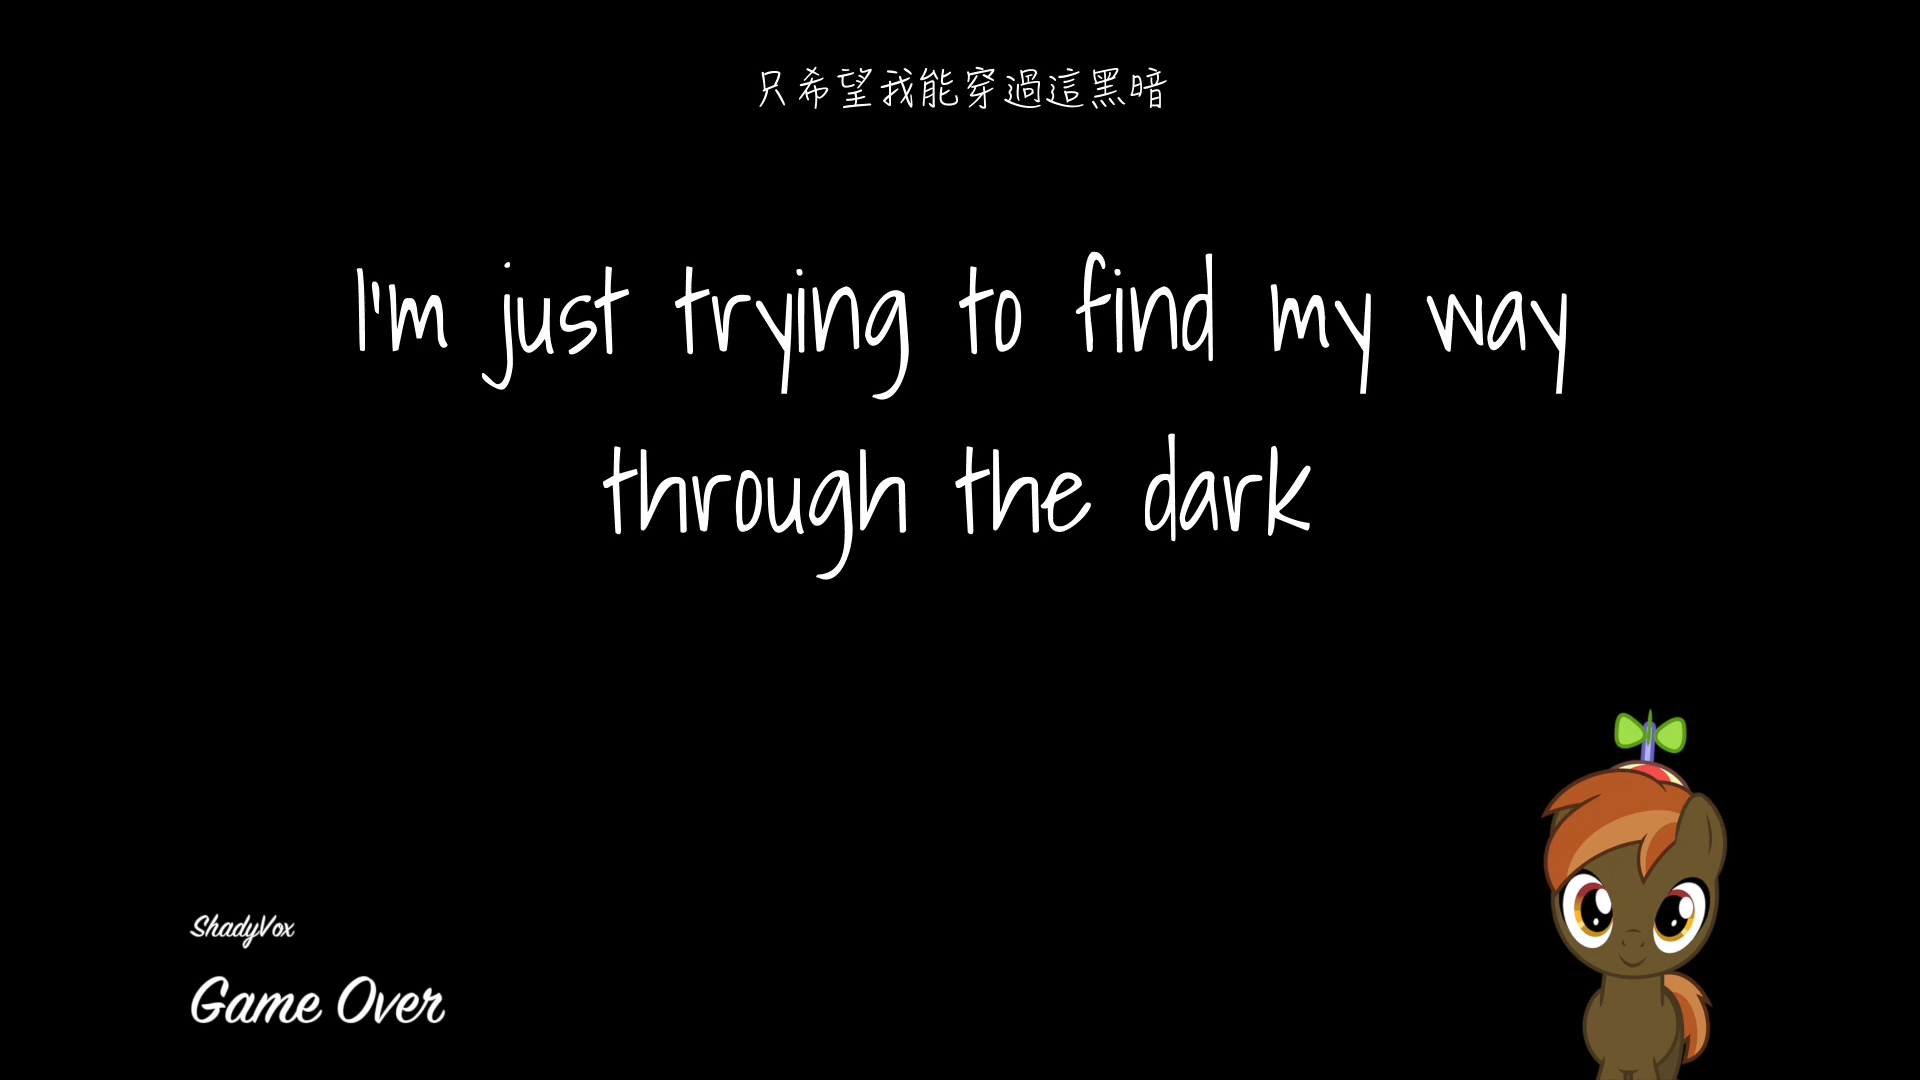 只希望我能穿過這黑暗
I'm just trying to find my way
through the dark
ShadyVox
Game Over